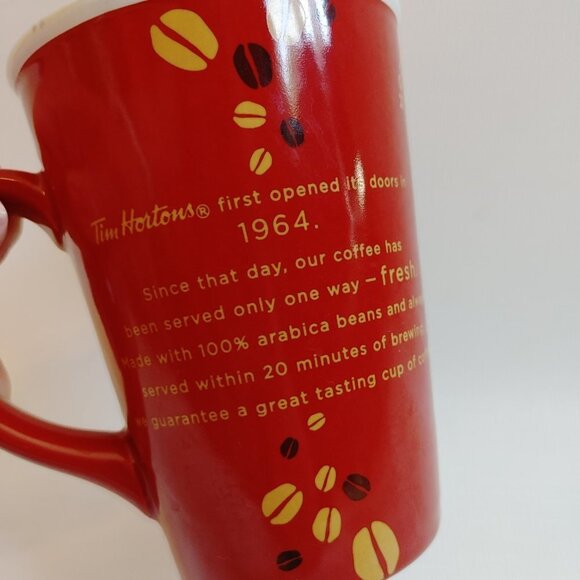 Tim Hortons® first opened its doors in
1964.
Since that day, our coffee has
been served only one way – fresh.
Made with 100% arabica beans and
served within 20 minutes of brewing,
we guarantee a great tasting cup of